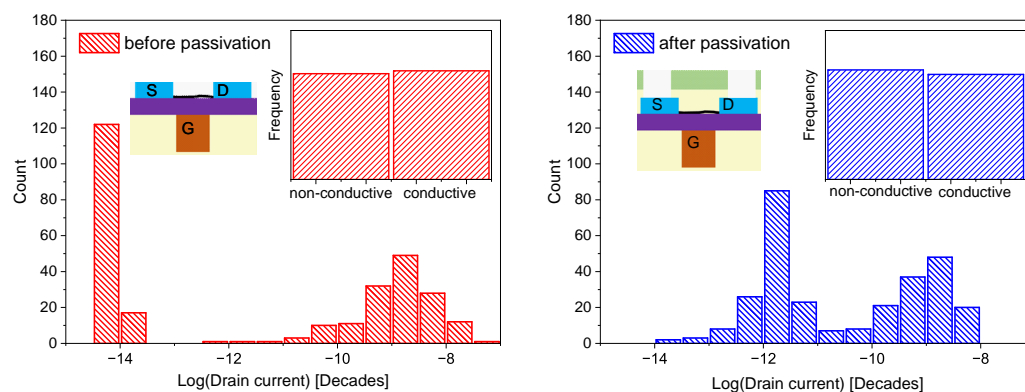 180
160
140
120
100
80
60
40
20
0
Count
before passivation
S D
G
Frequency
non-conductive conductive
−14 −12 −10 −8
Log(Drain current) [Decades]
180
160
140
120
100
80
60
40
20
0
Count
after passivation
S D
G
Frequency
non-conductive conductive
−14 −12 −10 −8
Log(Drain current) [Decades]